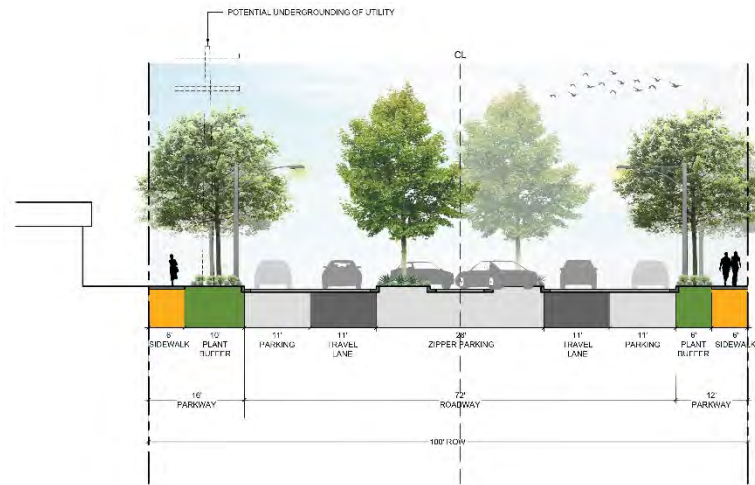 POTENTIAL UNDERGROUNDING OF UTILITY
CL
6' 10' 11' 11' 28' 11' 11' 6' 6'
SIDEWALK PLANT PARKING TRAVEL ZIPPER PARKING TRAVEL PARKING PLANT SIDEWALK
BUFFER LANE LANE BUFFER
16' 72' 12'
PARKWAY ROADWAY PARKWAY
100' ROW